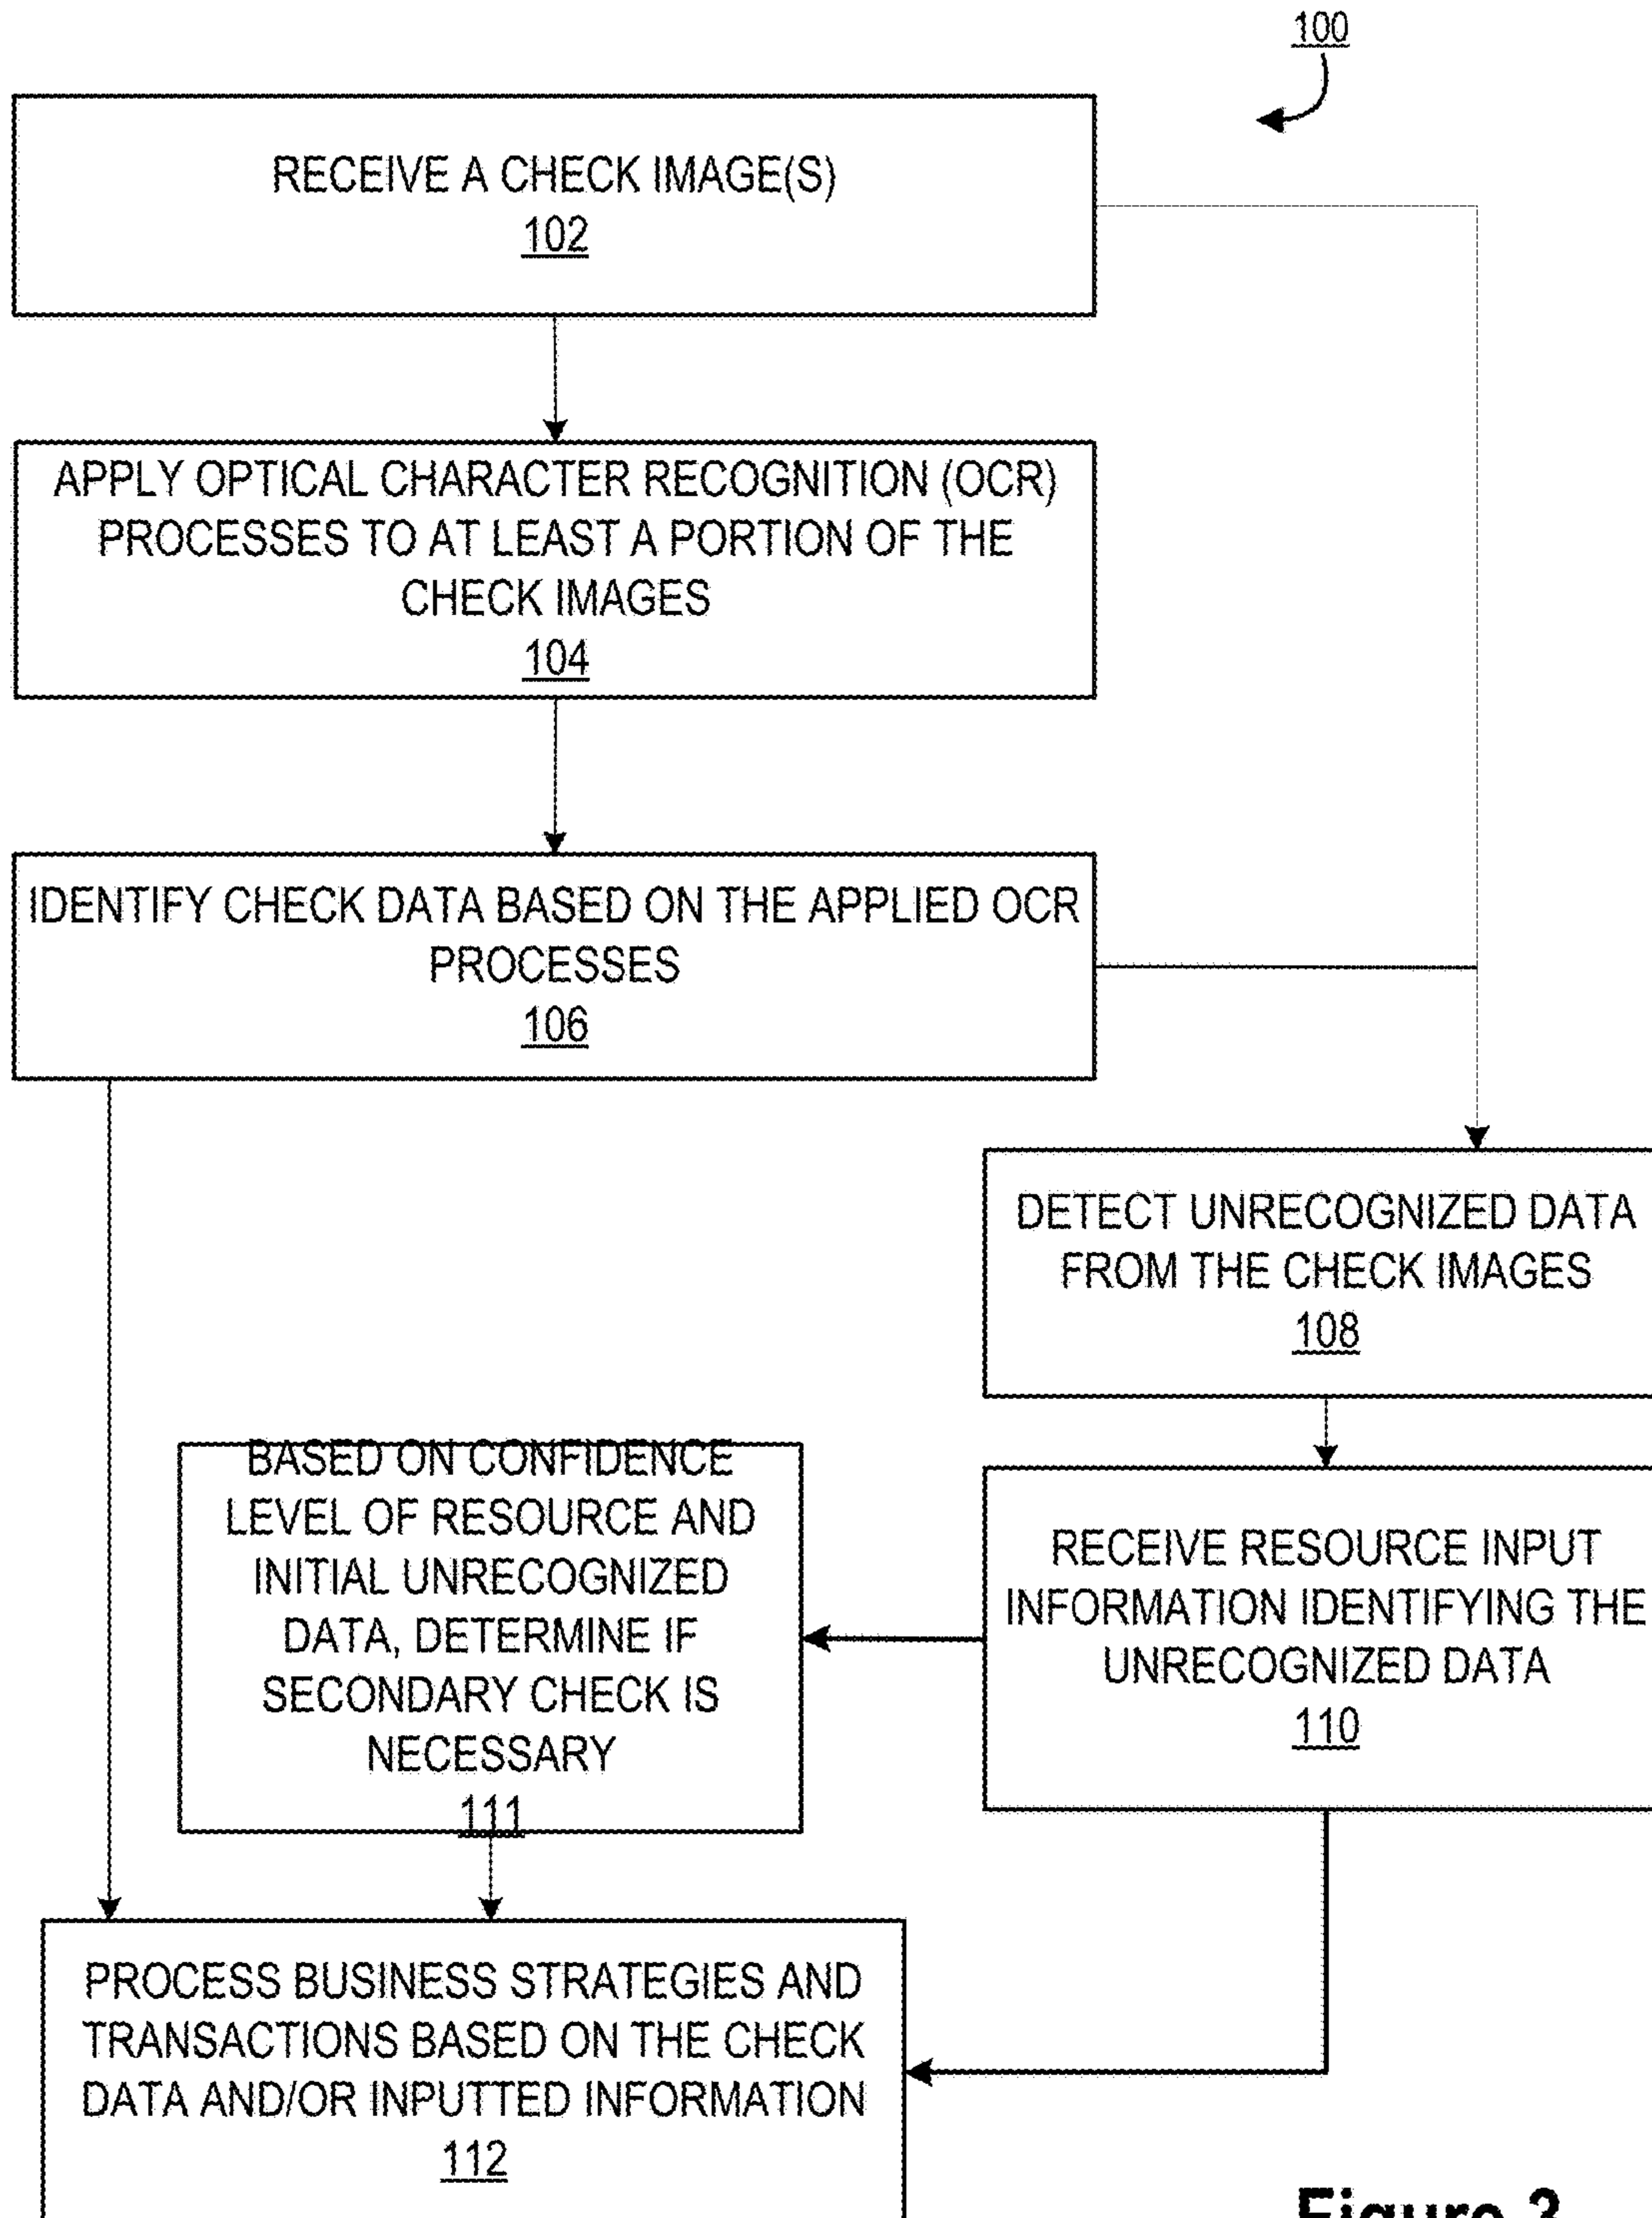 100
RECEIVE A CHECK IMAGE(S)
102
APPLY OPTICAL CHARACTER RECOGNITION (OCR)
PROCESSES TO AT LEAST A PORTION OF THE
CHECK IMAGES
104
IDENTIFY CHECK DATA BASED ON THE APPLIED OCR
PROCESSES
106
DETECT UNRECOGNIZED DATA
FROM THE CHECK IMAGES
108
BASED ON CONFIDENCE
LEVEL OF RESOURCE AND
INITIAL UNRECOGNIZED
DATA, DETERMINE IF
SECONDARY CHECK IS
NECESSARY
111
RECEIVE RESOURCE INPUT
INFORMATION IDENTIFYING THE
UNRECOGNIZED DATA
110
PROCESS BUSINESS STRATEGIES AND
TRANSACTIONS BASED ON THE CHECK
DATA AND/OR INPUTTED INFORMATION
112
Figure 3